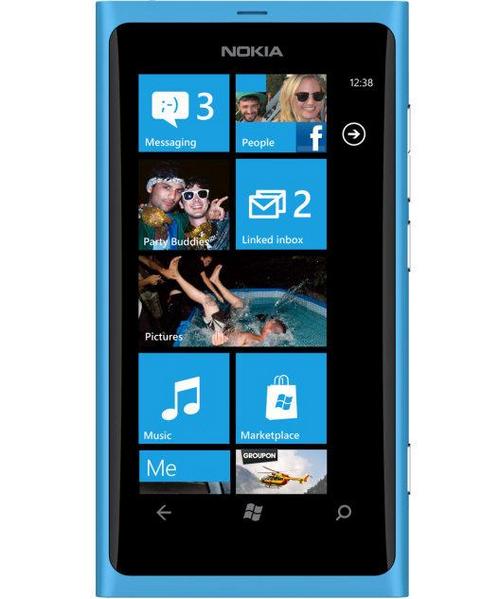 NOKIA
12:38
;-) 3
Messaging
People
f
Party Buddies
2
Linked inbox
Pictures
Music
Marketplace
Me
GROUPON